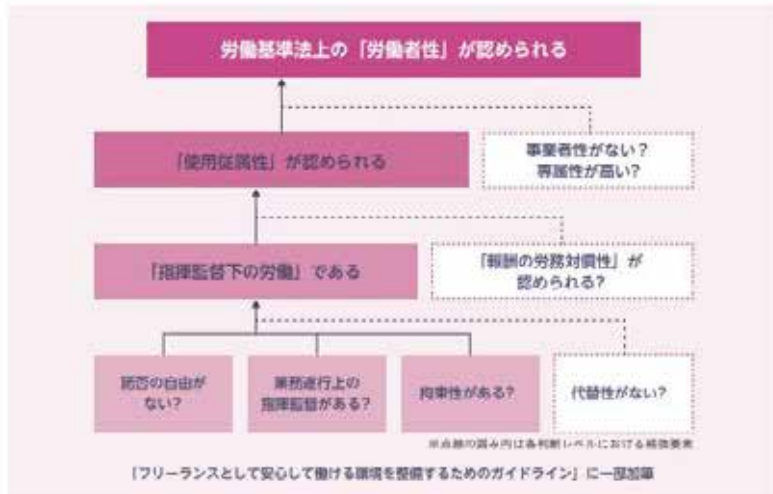 労働基準法上の「労働者性」が認められる
「使用従属性」が認められる
事業者性がない?
専属性が高い?
「指揮監督下の労働」である
「報酬の労務対償性」が
認められる?
諾否の自由が
ない?
業務遂行上の
指揮監督がある?
拘束性がある?
代替性がない?
※点線の囲み内は各判断レベルにおける補強要素
「フリーランスとして安心して働ける環境を整備するためのガイドライン」に一部加筆